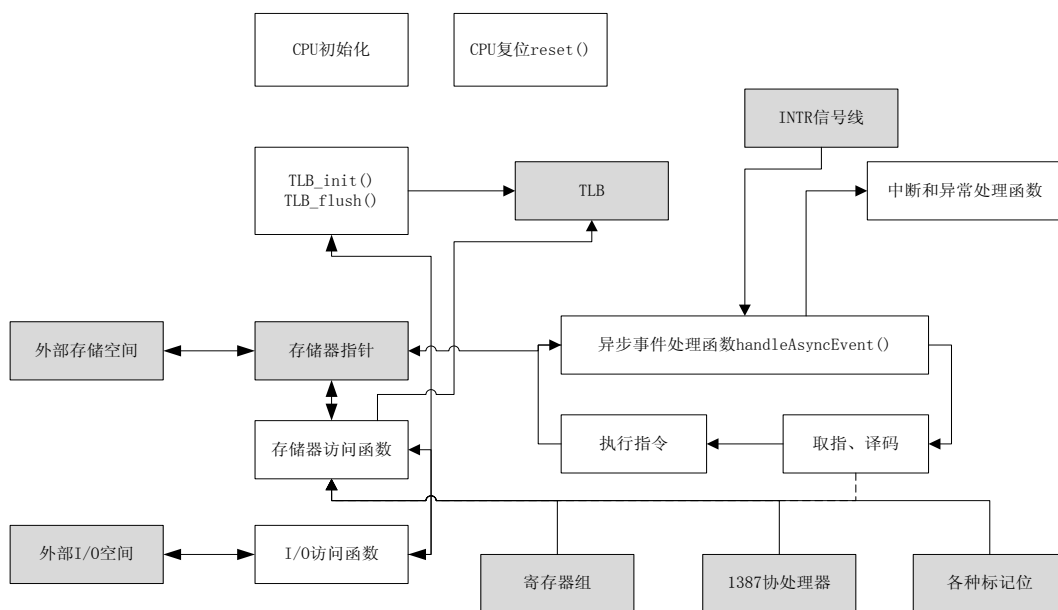 CPU初始化
CPU复位reset()
INTR信号线
TLB_init()
TLB_flush()
TLB
中断和异常处理函数
外部存储空间
存储器指针
异步事件处理函数handleAsyncEvent()
存储器访问函数
执行指令
取指、译码
外部I/O空间
I/O访问函数
寄存器组
1387协处理器
各种标记位